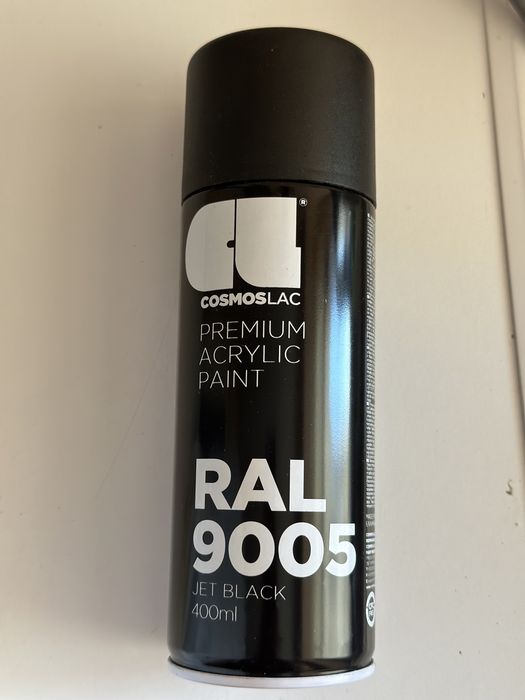 CL®
COSMOSLAC
PREMIUM
ACRYLIC
PAINT
RAL
9005
JET BLACK
400ml